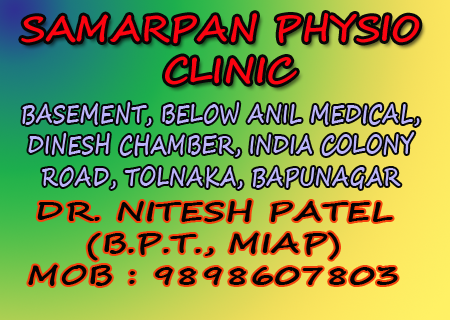 SAMARPAN PHYSIO
CLINIC
BASEMENT, BELOW ANIL MEDICAL,
DINESH CHAMBER, INDIA COLONY
ROAD, TOLNAKA, BAPUNAGAR
DR. NITESH PATEL
(B.P.T., MIAP)
MOB : 9898607803